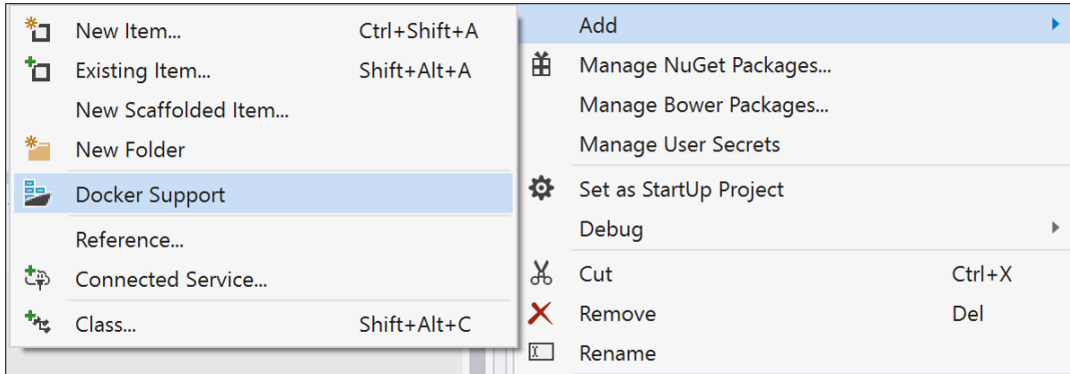 New Item... Ctrl+Shift+A
Existing Item... Shift+Alt+A
New Scaffolded Item...
New Folder
Docker Support
Reference...
Connected Service...
Class... Shift+Alt+C
Add
Manage NuGet Packages...
Manage Bower Packages...
Manage User Secrets
Set as StartUp Project
Debug
Cut Ctrl+X
Remove Del
Rename